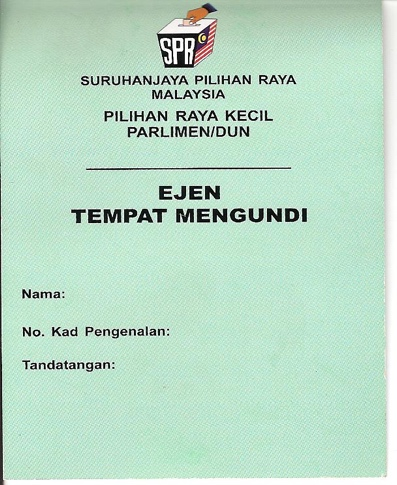 SPR
SURUHANJAYA PILIHAN RAYA
MALAYSIA
PILIHAN RAYA KECIL
PARLIMEN/DUN
EJEN
TEMPAT MENGUNDI
Nama:
No. Kad Pengenalan:
Tandatangan: